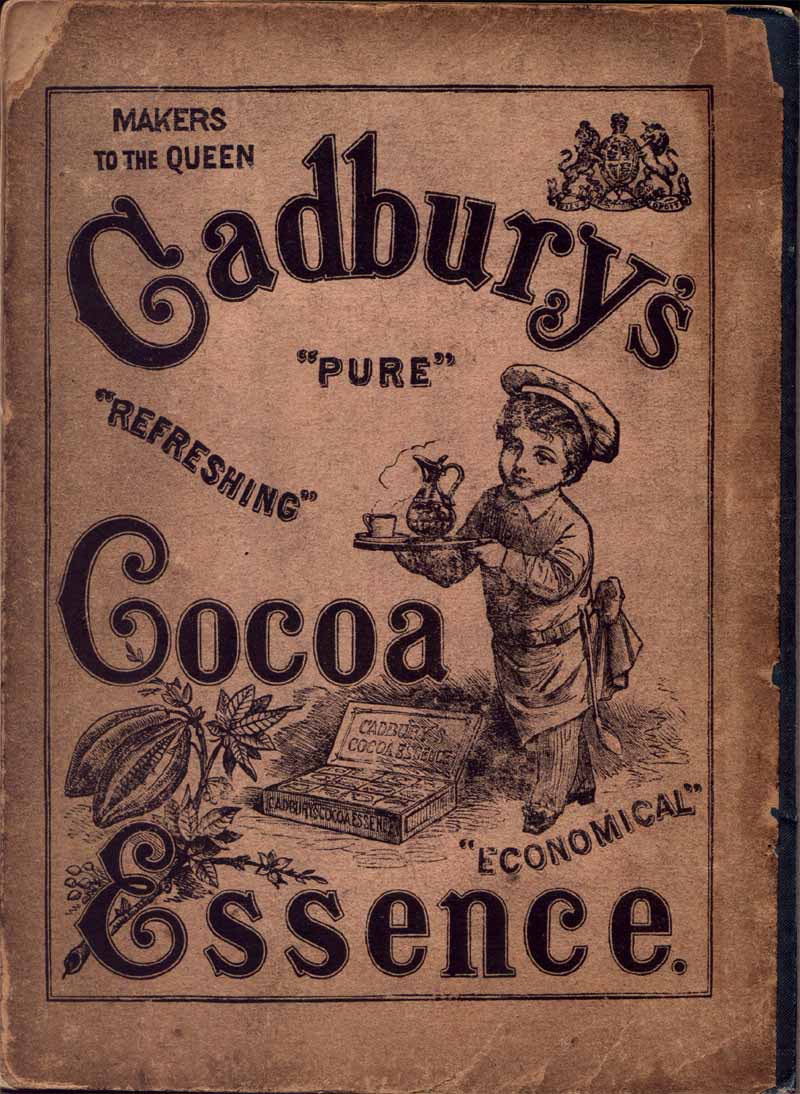 MAKERS
TO THE QUEEN
Cadbury's
"PURE"
"REFRESHING"
Cocoa
CADBURY'S
COCOA ESSENCE
CADBURY'S COCOA ESSENCE
"ECONOMICAL"
Essence.